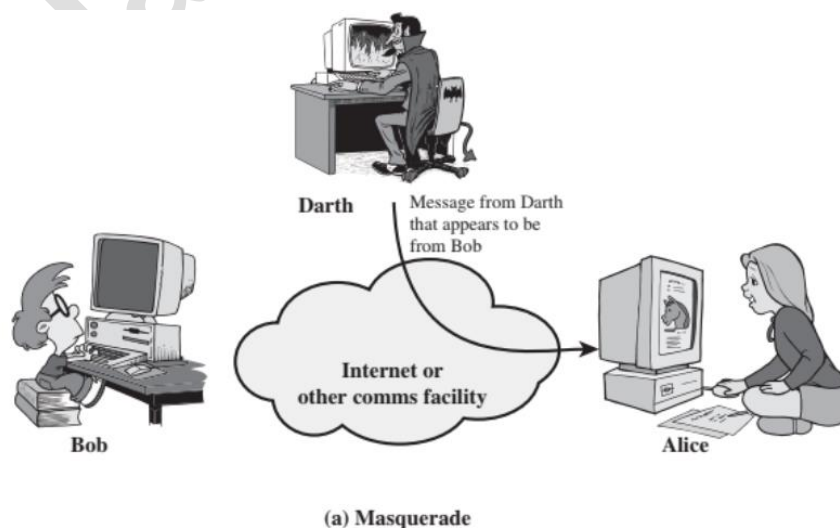 Darth
Message from Darth
that appears to be
from Bob
Internet or
other comms facility
Bob
Alice
(a) Masquerade